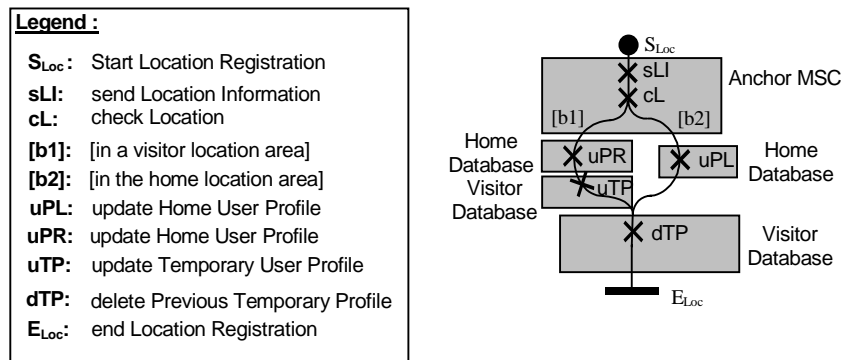 Legend :
SLoc: Start Location Registration
sLI: send Location Information
cL: check Location
[b1]: [in a visitor location area]
[b2]: [in the home location area]
uPL: update Home User Profile
uPR: update Home User Profile
uTP: update Temporary User Profile
dTP: delete Previous Temporary Profile
ELoc: end Location Registration
SLoc
sLI
cL
Anchor MSC
[b1]
[b2]
Home
Database
uPR
uPL
Home
Database
Visitor
Database
uTP
dTP
Visitor
Database
ELoc